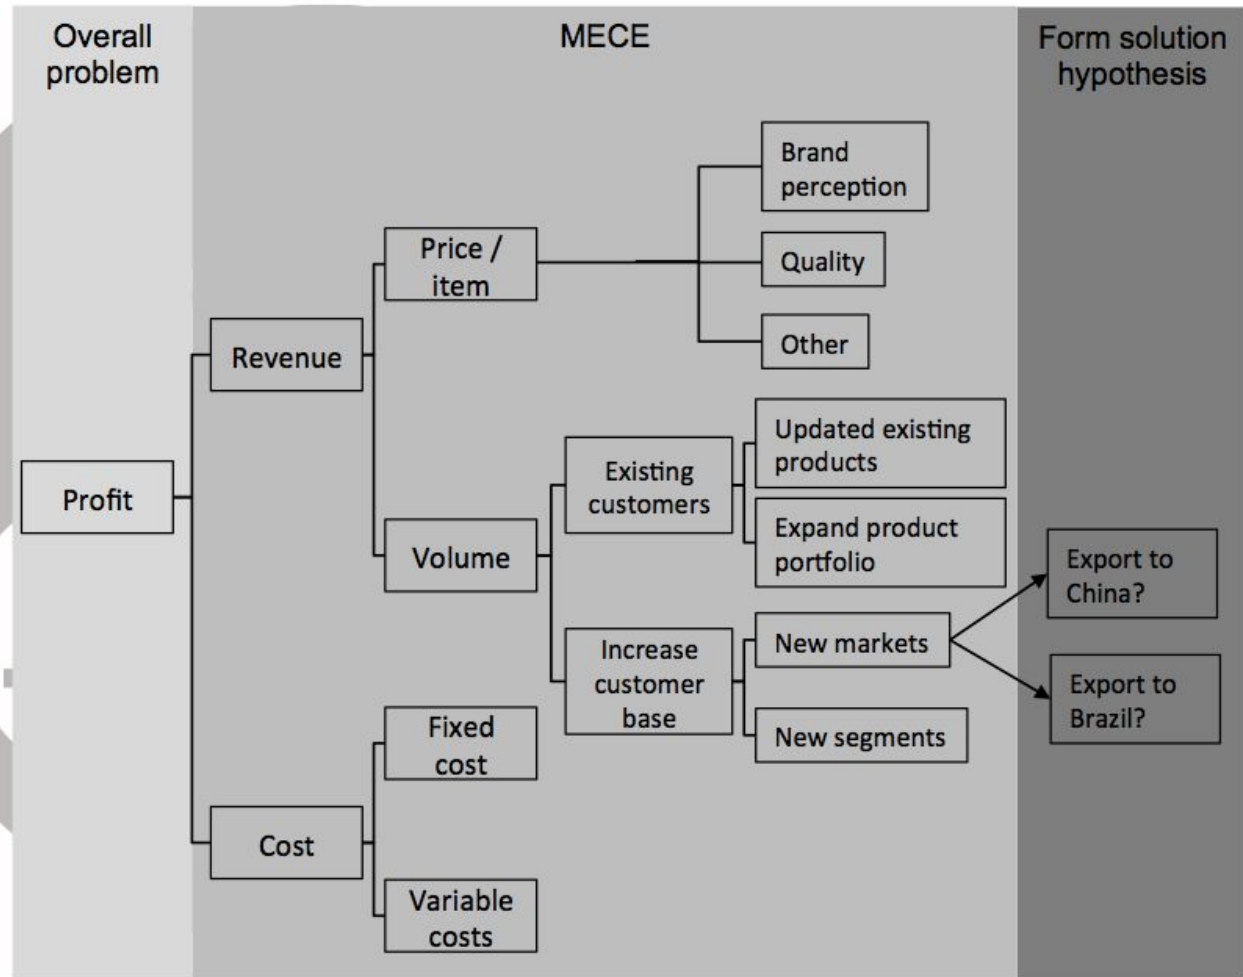 Overall
problem
MECE
Form solution
hypothesis
Brand
perception
Price /
item
Quality
Other
Revenue
Updated existing
products
Existing
customers
Profit
Expand product
portfolio
Volume
Export to
China?
New markets
Increase
customer
base
Export to
Brazil?
New segments
Fixed
cost
Cost
Variable
costs